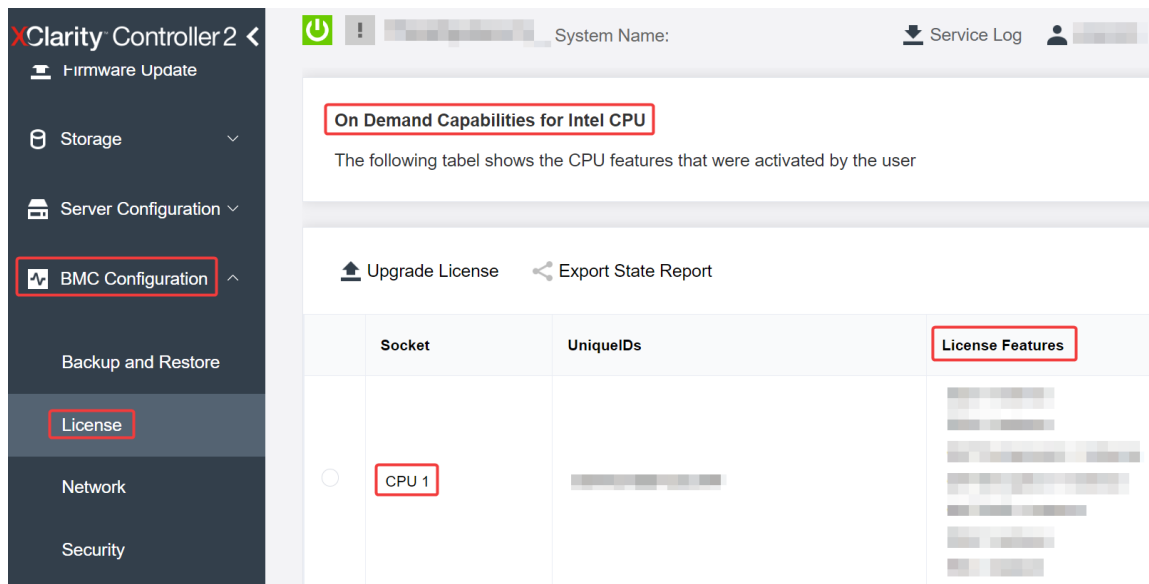 XClarity Controller 2
Firmware Update
Storage
Server Configuration
BMC Configuration
Backup and Restore
License
Network
Security
System Name:
Service Log
On Demand Capabilities for Intel CPU
The following tabel shows the CPU features that were activated by the user
Upgrade License
Export State Report
Socket
UniqueIDs
License Features
CPU 1